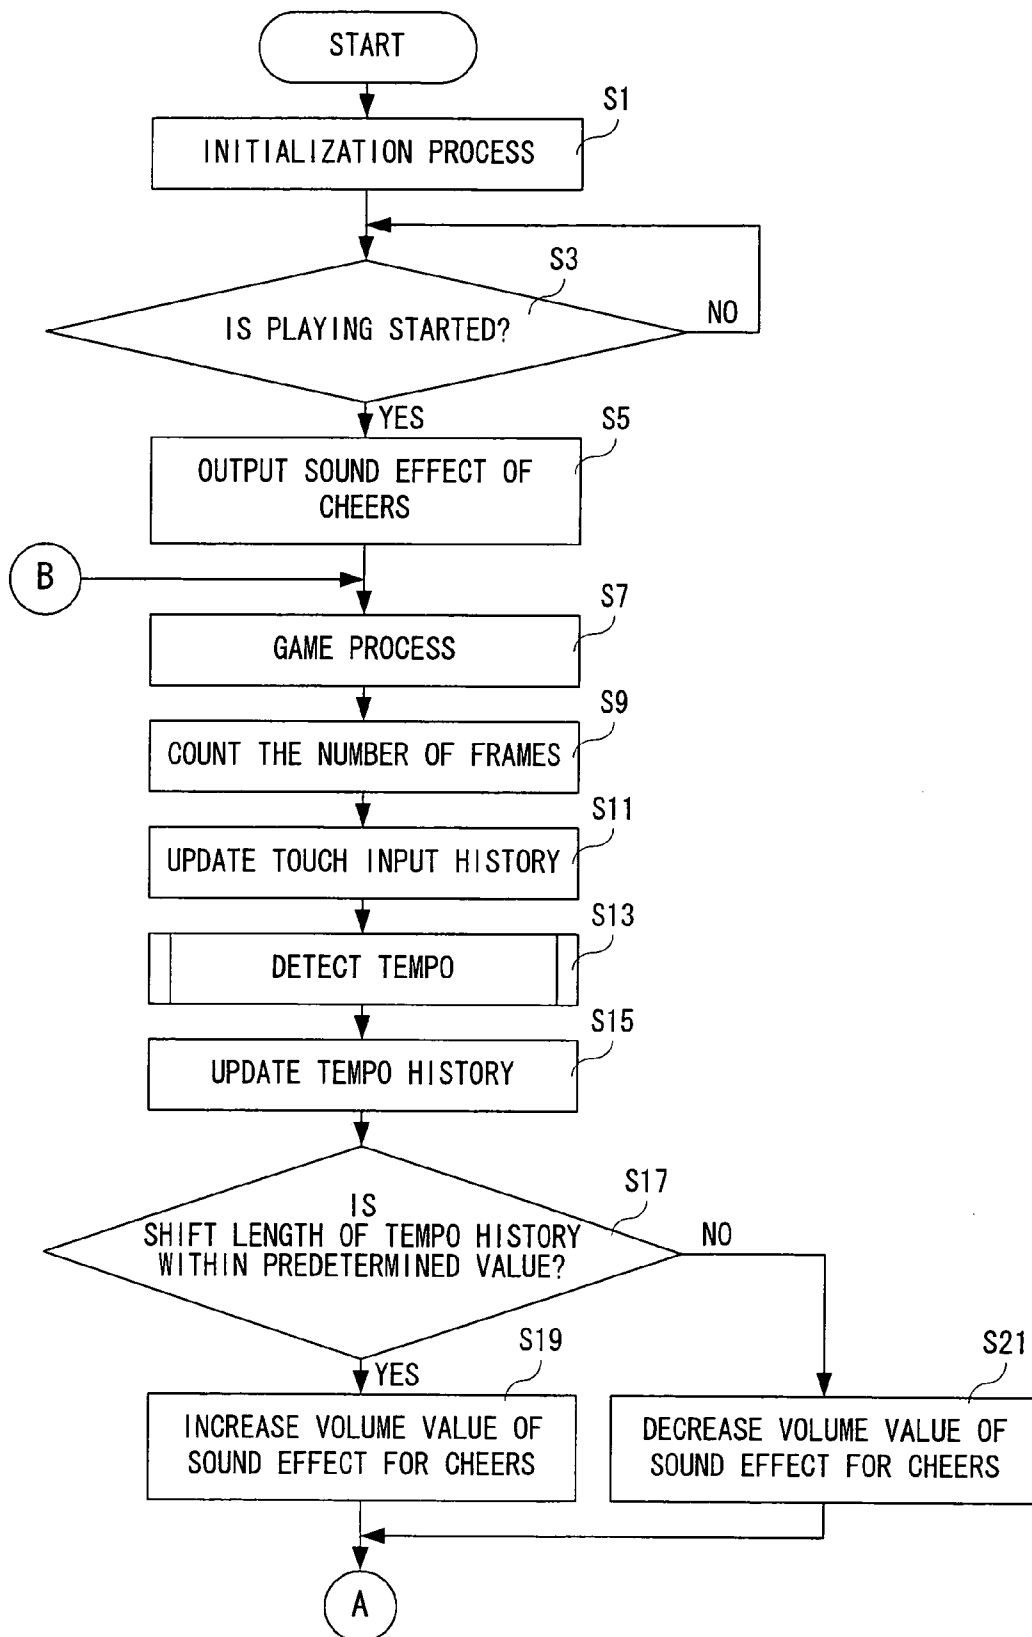 START
S1
INITIALIZATION PROCESS
S3
IS PLAYING STARTED?
NO
YES
S5
OUTPUT SOUND EFFECT OF
CHEERS
B
S7
GAME PROCESS
S9
COUNT THE NUMBER OF FRAMES
S11
UPDATE TOUCH INPUT HISTORY
S13
DETECT TEMPO
S15
UPDATE TEMPO HISTORY
S17
IS
SHIFT LENGTH OF TEMPO HISTORY
WITHIN PREDETERMINED VALUE?
NO
YES
S19
INCREASE VOLUME VALUE OF
SOUND EFFECT FOR CHEERS
S21
DECREASE VOLUME VALUE OF
SOUND EFFECT FOR CHEERS
A